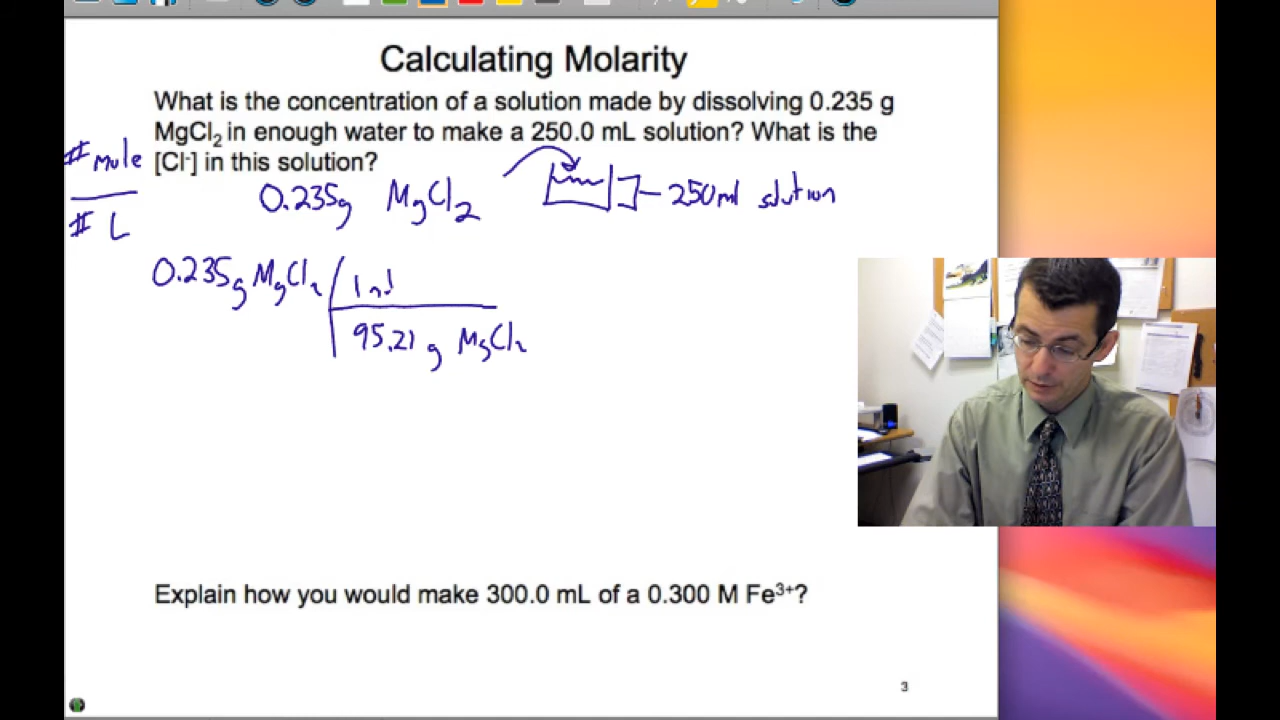 Calculating Molarity
What is the concentration of a solution made by dissolving 0.235 g
MgCl₂ in enough water to make a 250.0 mL solution? What is the
[Cl⁻] in this solution?
# mole
# L
0.235g MgCl₂
250ml solution
0.235g MgCl₂
1
95.21 g MgCl₂
Explain how you would make 300.0 mL of a 0.300 M Fe³⁺?
3